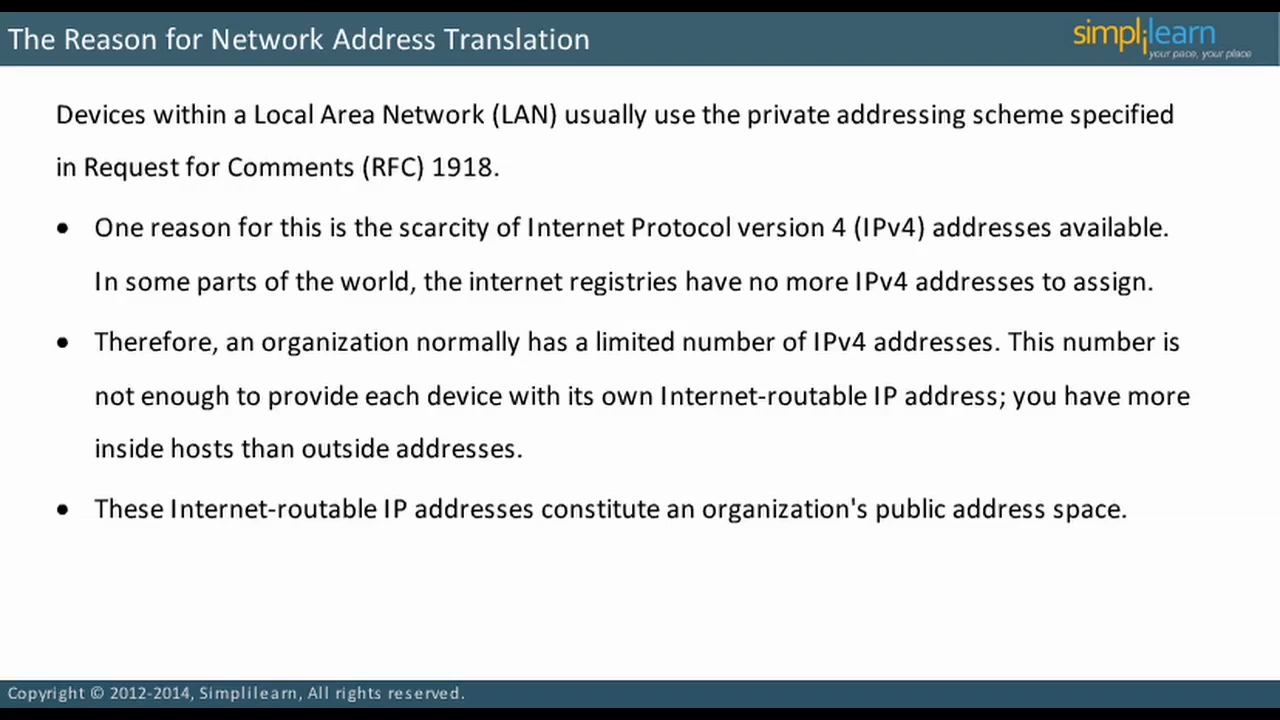 The Reason for Network Address Translation
simplilearn
your pace, your place
Devices within a Local Area Network (LAN) usually use the private addressing scheme specified
in Request for Comments (RFC) 1918.
• One reason for this is the scarcity of Internet Protocol version 4 (IPv4) addresses available.
In some parts of the world, the internet registries have no more IPv4 addresses to assign.
• Therefore, an organization normally has a limited number of IPv4 addresses. This number is
not enough to provide each device with its own Internet-routable IP address; you have more
inside hosts than outside addresses.
• These Internet-routable IP addresses constitute an organization's public address space.
Copyright © 2012-2014, Simplilearn, All rights reserved.